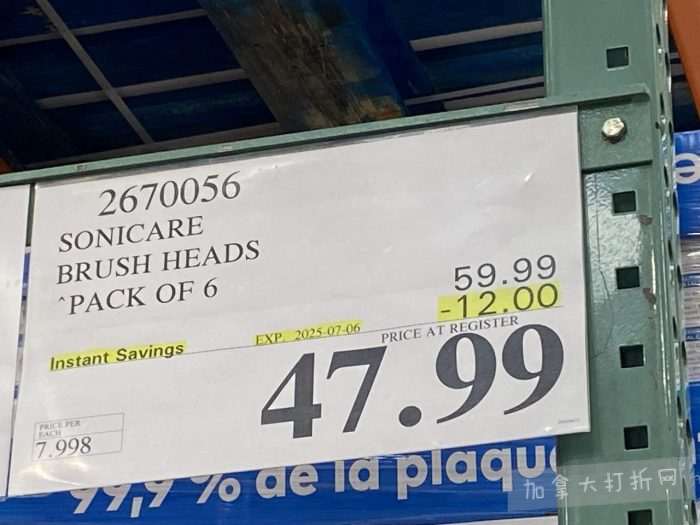 2670056
SONICARE
BRUSH HEADS
^PACK OF 6
59.99
-12.00
Instant Savings
EXP. 2025-07-06
PRICE AT REGISTER
47.99
PRICE PER
EACH
7.998
99,9 % de la plaque
加拿大打折网